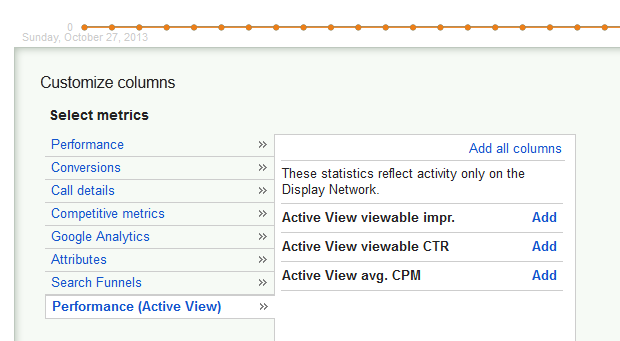 0
Sunday, October 27, 2013
Customize columns
Select metrics
Performance »
Conversions »
Call details »
Competitive metrics »
Google Analytics »
Attributes »
Search Funnels »
Performance (Active View) »
Add all columns
These statistics reflect activity only on the
Display Network.
Active View viewable impr. Add
Active View viewable CTR Add
Active View avg. CPM Add